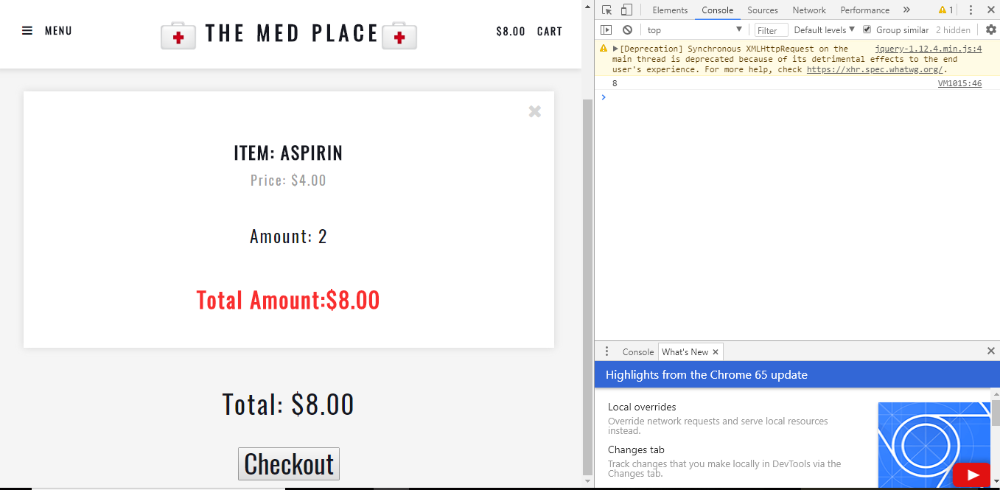 MENU
THE MED PLACE
$8.00 CART
ITEM: ASPIRIN
Price: $4.00
Amount: 2
Total Amount:$8.00
Total: $8.00
Checkout
Elements Console Sources Network Performance » 1
top Filter Default levels Group similar 2 hidden
[Deprecation] Synchronous XMLHttpRequest on the jquery-1.12.4.min.js:4
main thread is deprecated because of its detrimental effects to the end
user's experience. For more help, check https://xhr.spec.whatwg.org/.
8 VM1015:46
>
Console What's New
Highlights from the Chrome 65 update
Local overrides
Override network requests and serve local resources
instead.
Changes tab
Track changes that you make locally in DevTools via the
Changes tab.